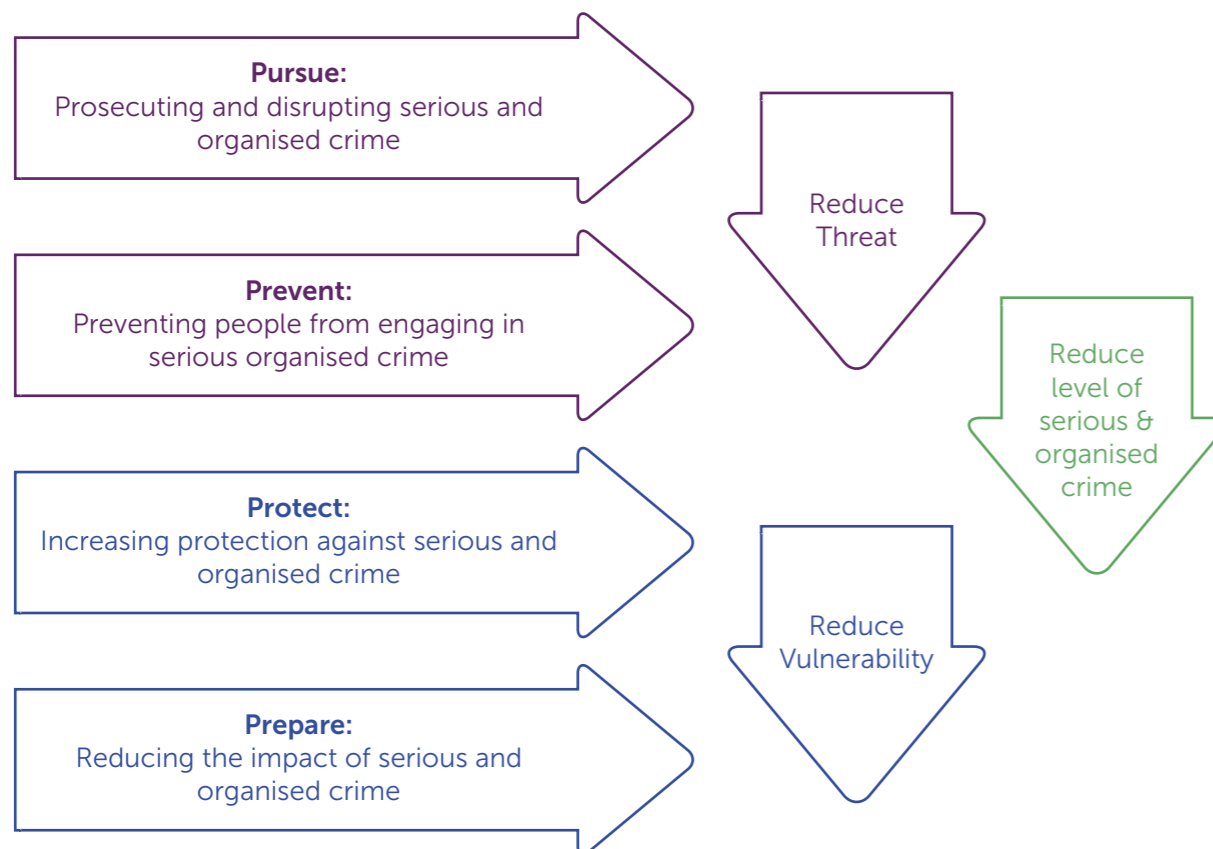 Pursue:
Prosecuting and disrupting serious and
organised crime
Prevent:
Preventing people from engaging in
serious organised crime
Protect:
Increasing protection against serious and
organised crime
Prepare:
Reducing the impact of serious and
organised crime
Reduce
Threat
Reduce
Vulnerability
Reduce
level of
serious &
organised
crime